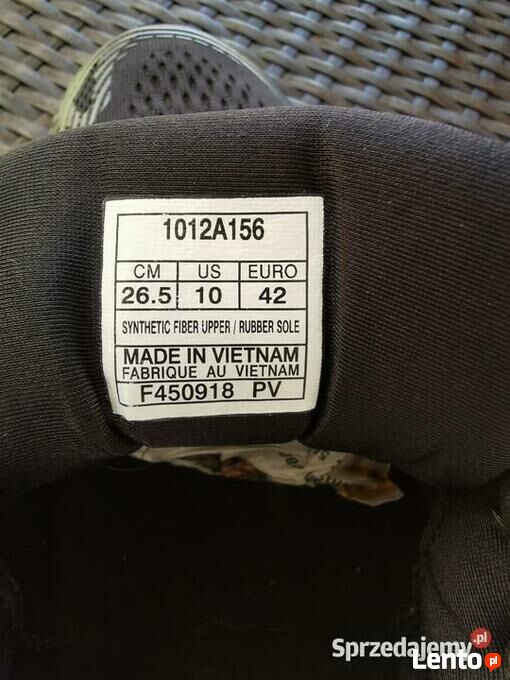 1012A156
CM US EURO
26.5 10 42
SYNTHETIC FIBER UPPER / RUBBER SOLE
MADE IN VIETNAM
FABRIQUE AU VIETNAM
F450918 PV
Sprzedajemy.pl
Lento.pl